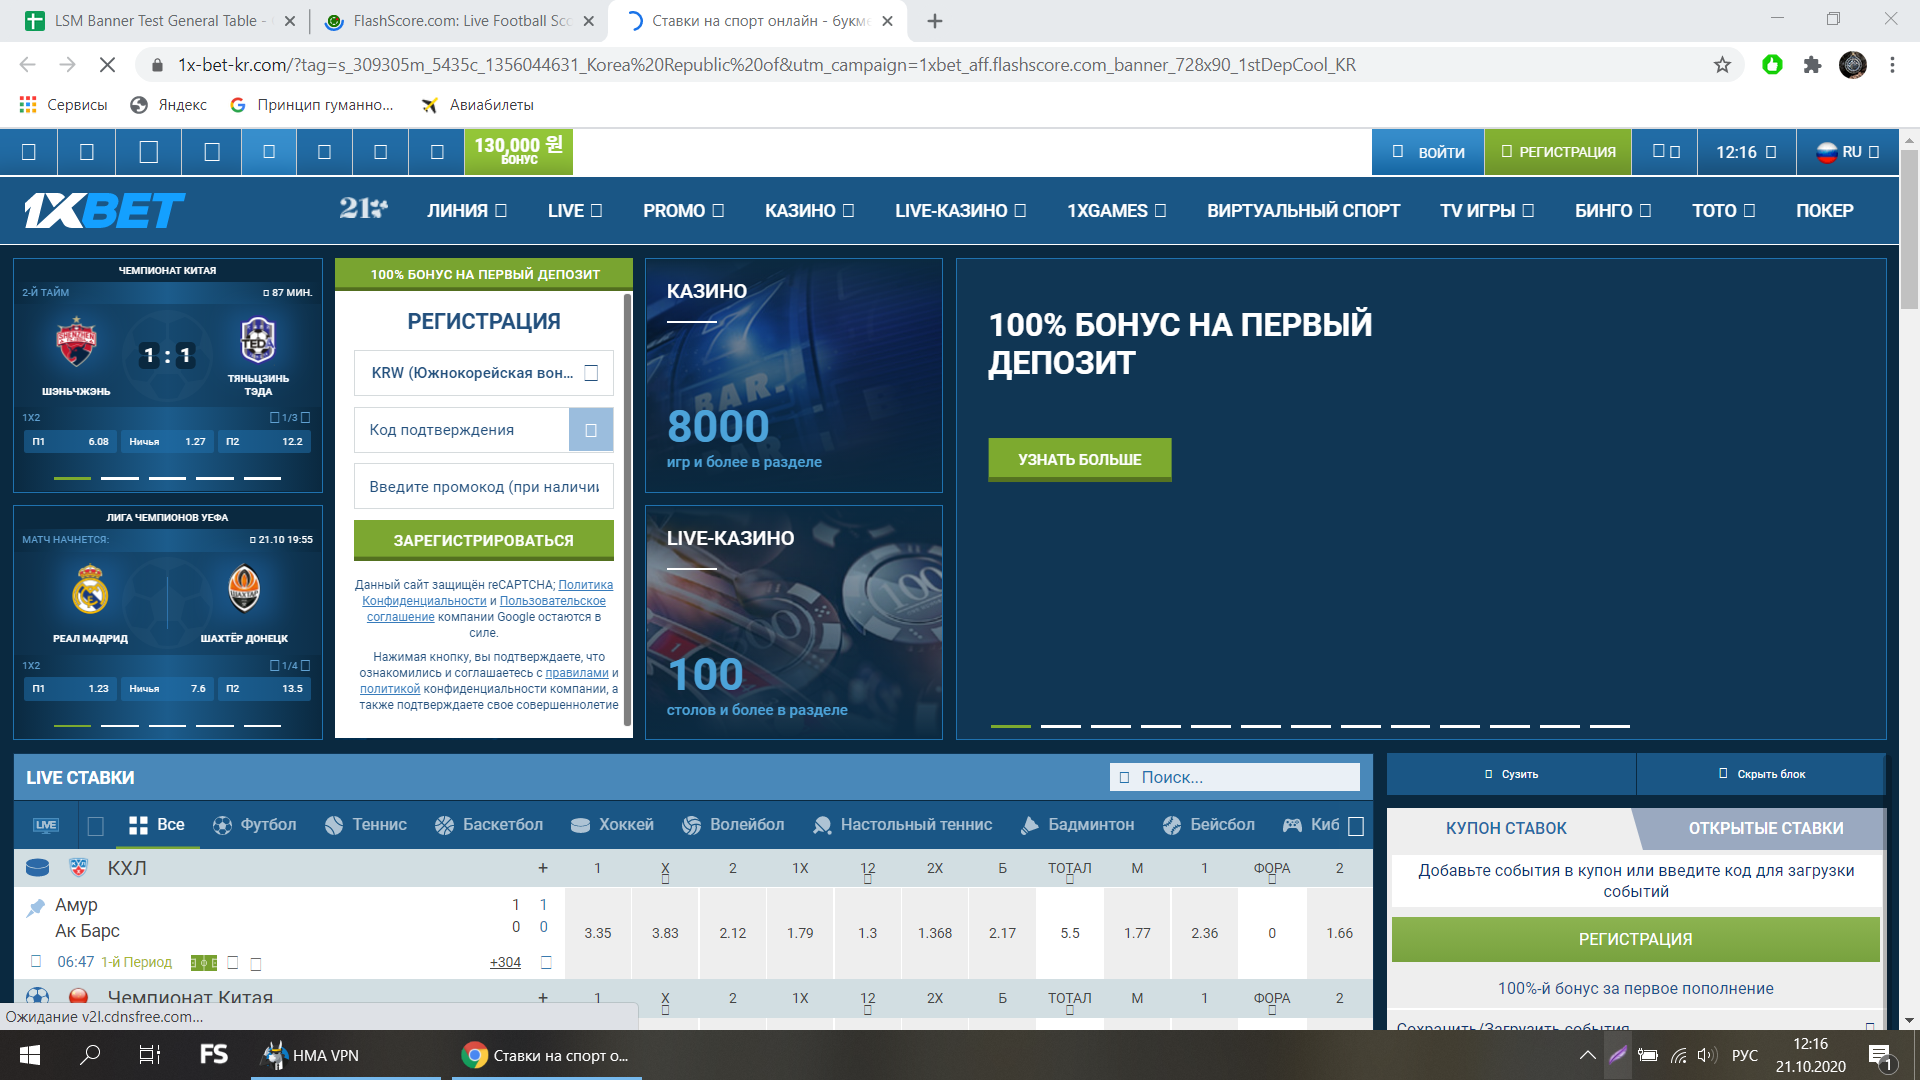 LSM Banner Test General Table -
FlashScore.com: Live Football Sco
Ставки на спорт онлайн - букме
1x-bet-kr.com/?tag=s_309305m_5435c_1356044631_Korea%20Republic%20of&utm_campaign=1xbet_aff.flashscore.com_banner_728x90_1stDepCool_KR
Сервисы
Яндекс
Принцип гуманно...
Авиабилеты
130,000 원
БОНУС
ВОЙТИ
РЕГИСТРАЦИЯ
12:16
RU
1XBET
21
ЛИНИЯ
LIVE
PROMO
КАЗИНО
LIVE-КАЗИНО
1XGAMES
ВИРТУАЛЬНЫЙ СПОРТ
TV ИГРЫ
БИНГО
ТОТО
ПОКЕР
ЧЕМПИОНАТ КИТАЯ
2-Й ТАЙМ
87 МИН.
1 : 1
ШЭНЬЧЖЭНЬ
ТЯНЬЦЗИНЬ
ТЭДА
1X2
1/3
П1 6.08
Ничья 1.27
П2 12.2
ЛИГА ЧЕМПИОНОВ УЕФА
МАТЧ НАЧНЕТСЯ:
21.10 19:55
РЕАЛ МАДРИД
ШАХТЁР ДОНЕЦК
1X2
1/4
П1 1.23
Ничья 7.6
П2 13.5
100% БОНУС НА ПЕРВЫЙ ДЕПОЗИТ
РЕГИСТРАЦИЯ
KRW (Южнокорейская вон...
Код подтверждения
Введите промокод (при наличии
ЗАРЕГИСТРИРОВАТЬСЯ
Данный сайт защищён reCAPTCHA; Политика
Конфиденциальности и Пользовательское
соглашение компании Google остаются в
силе.
Нажимая кнопку, вы подтверждаете, что
ознакомились и соглашаетесь с правилами и
политикой конфиденциальности компании, а
также подтверждаете свое совершеннолетие
КАЗИНО
8000
игр и более в разделе
LIVE-КАЗИНО
100
столов и более в разделе
100% БОНУС НА ПЕРВЫЙ
ДЕПОЗИТ
УЗНАТЬ БОЛЬШЕ
LIVE СТАВКИ
Поиск...
LIVE
Все
Футбол
Теннис
Баскетбол
Хоккей
Волейбол
Настольный теннис
Бадминтон
Бейсбол
Киб
КХЛ
+ 1 X 2 1X 12 2X Б ТОТАЛ М 1 ФОРА 2
Амур 1 1
Ак Барс 0 0
3.35 3.83 2.12 1.79 1.3 1.368 2.17 5.5 1.77 2.36 0 1.66
06:47 1-й Период +304
Чемпионат Китая
+ 1 X 2 1X 12 2X Б ТОТАЛ М 1 ФОРА 2
Сузить
Скрыть блок
КУПОН СТАВОК
ОТКРЫТЫЕ СТАВКИ
Добавьте события в купон или введите код для загрузки
событий
РЕГИСТРАЦИЯ
100%-й бонус за первое пополнение
Сохранить/Загрузить события
Ожидание v2l.cdnsfree.com...
FS
HMA VPN
Ставки на спорт о...
РУС
12:16
21.10.2020
1